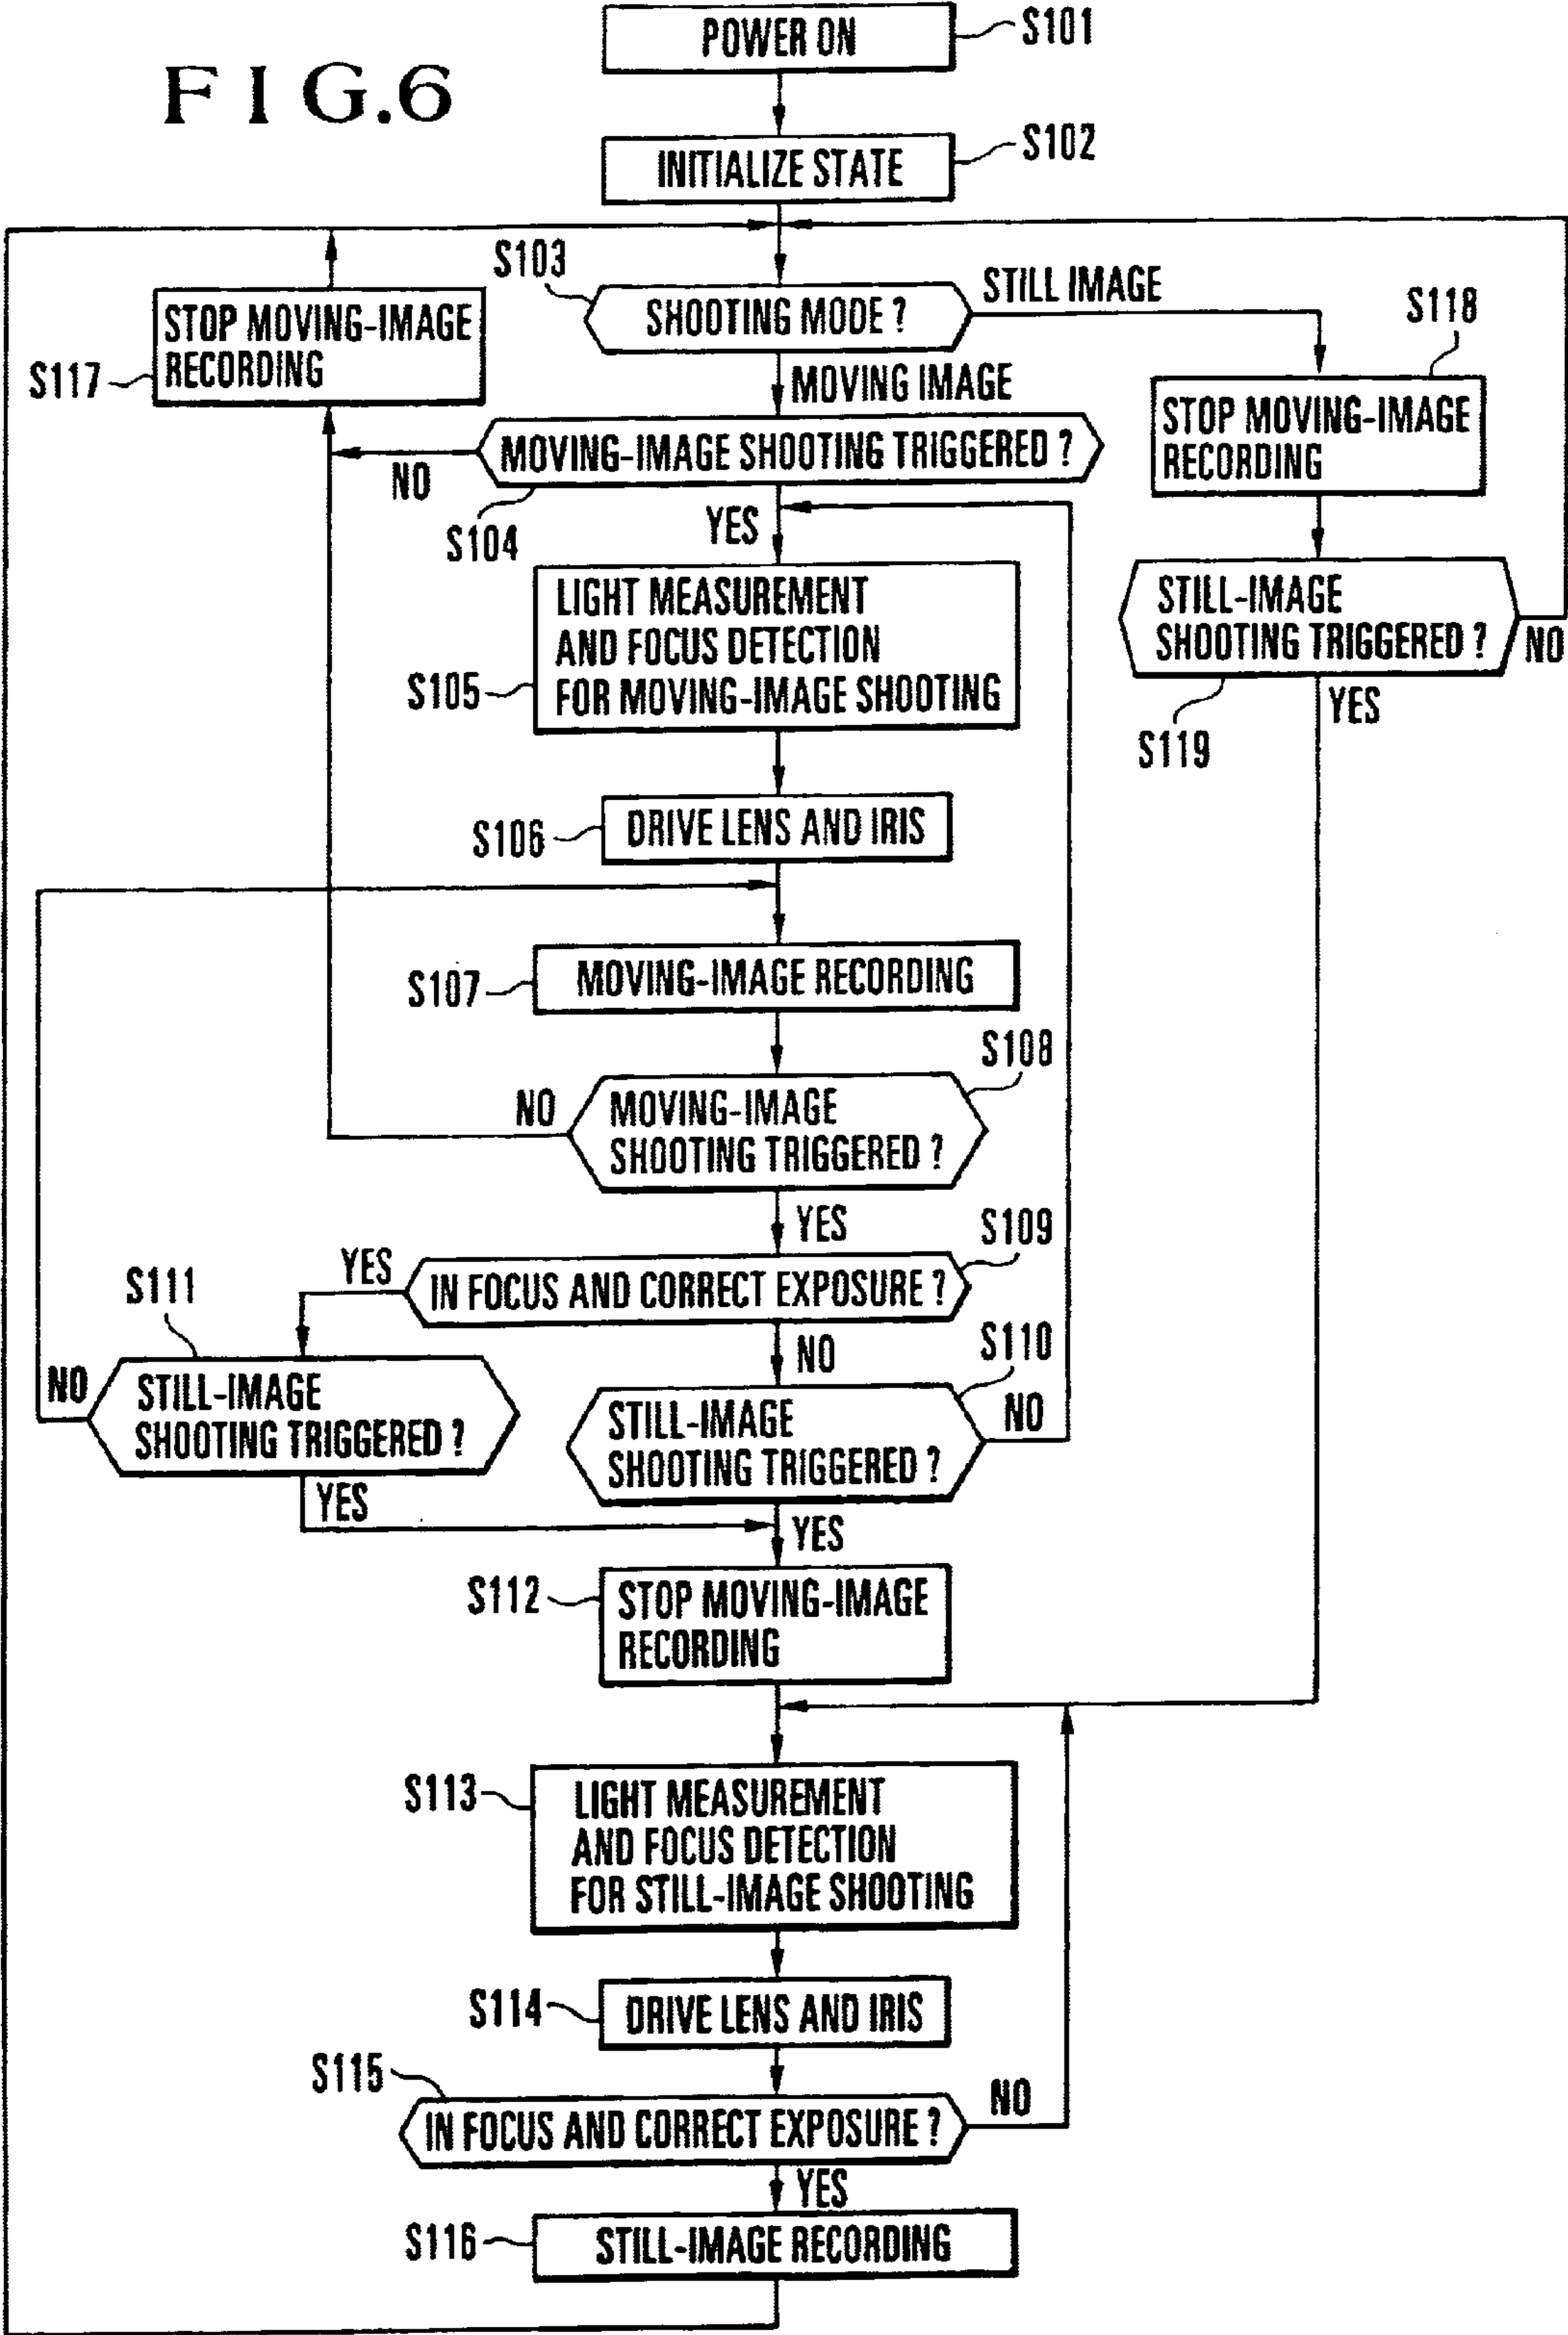 FIG.6
POWER ON
S101
INITIALIZE STATE
S102
S103
SHOOTING MODE ?
STILL IMAGE
MOVING IMAGE
S117
STOP MOVING-IMAGE
RECORDING
S118
STOP MOVING-IMAGE
RECORDING
MOVING-IMAGE SHOOTING TRIGGERED ?
NO
S104
YES
STILL-IMAGE
SHOOTING TRIGGERED ?
NO
S119
YES
S105
LIGHT MEASUREMENT
AND FOCUS DETECTION
FOR MOVING-IMAGE SHOOTING
S106
DRIVE LENS AND IRIS
S107
MOVING-IMAGE RECORDING
S108
NO
MOVING-IMAGE
SHOOTING TRIGGERED ?
YES
S109
YES
IN FOCUS AND CORRECT EXPOSURE ?
S111
NO
S110
NO
STILL-IMAGE
SHOOTING TRIGGERED ?
STILL-IMAGE
SHOOTING TRIGGERED ?
NO
YES
YES
S112
STOP MOVING-IMAGE
RECORDING
S113
LIGHT MEASUREMENT
AND FOCUS DETECTION
FOR STILL-IMAGE SHOOTING
S114
DRIVE LENS AND IRIS
S115
IN FOCUS AND CORRECT EXPOSURE ?
NO
YES
S116
STILL-IMAGE RECORDING